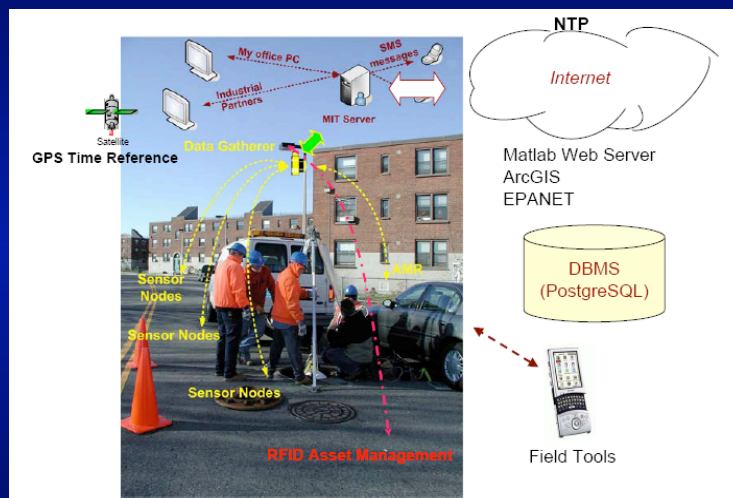 NTP
My office PC
SMS
messages
Internet
Industrial
Partners
MIT Server
Satellite
GPS Time Reference
Data Gatherer
Matlab Web Server
ArcGIS
EPANET
AMR
Sensor
Nodes
Sensor Nodes
Sensor Nodes
DBMS
(PostgreSQL)
RFID Asset Management
Field Tools